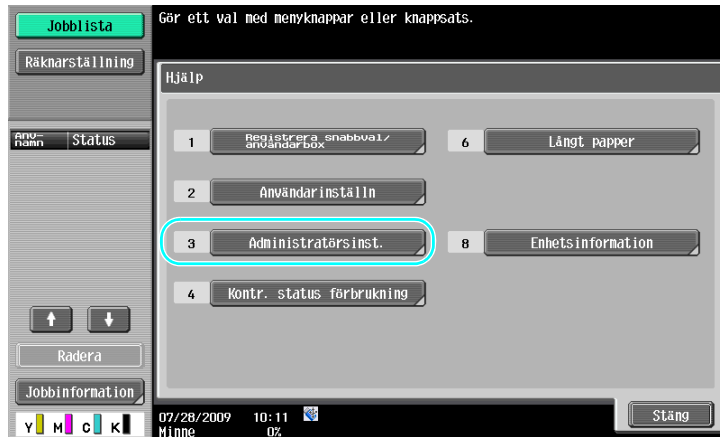 Jobblista
Gör ett val med menyknappar eller knappsats.
Räknarställning
Hjälp
Anv-
namn
Status
1
Registrera snabbval/
användarbox
6
Långt papper
2
Användarinställn
3
Administratörsinst.
8
Enhetsinformation
4
Kontr. status förbrukning
Radera
Jobbinformation
Y M C K
07/28/2009 10:11
Minne 0%
Stäng